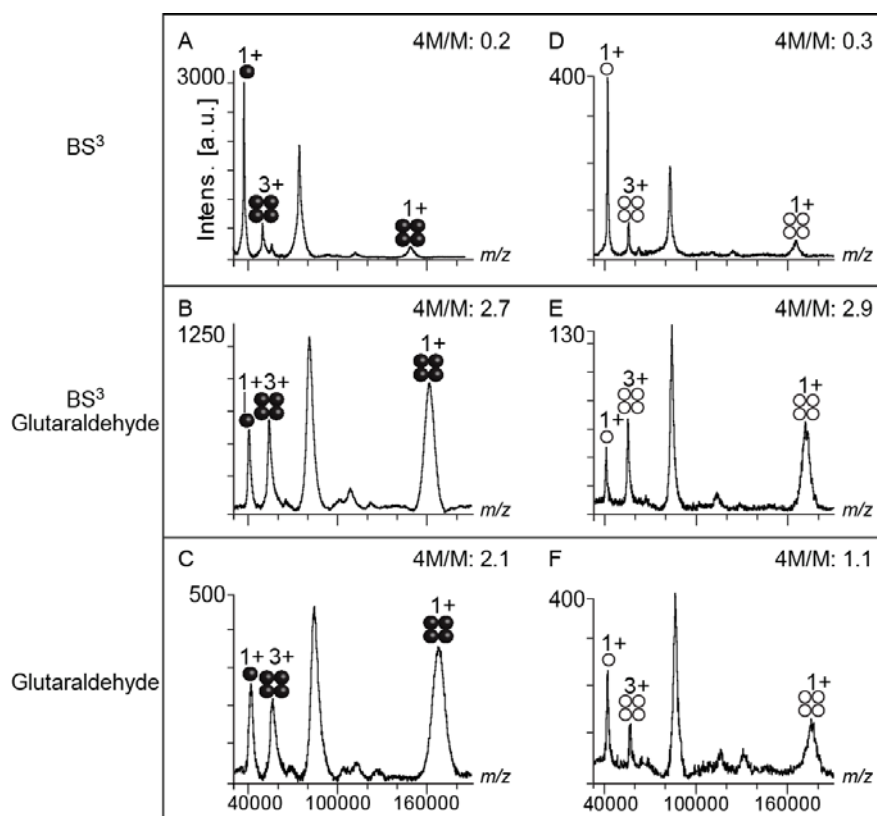 A 4M/M: 0.2
1+
3000
Intens. [a.u.]
3+
1+
m/z
D 4M/M: 0.3
1+
400
3+
1+
m/z
BS³
B 4M/M: 2.7
1250
1+ 3+
1+
m/z
E 4M/M: 2.9
130
1+
3+
1+
m/z
BS³
Glutaraldehyde
C 4M/M: 2.1
500
1+ 3+
1+
m/z
40000 100000 160000
F 4M/M: 1.1
400
1+
3+
1+
m/z
40000 100000 160000
Glutaraldehyde